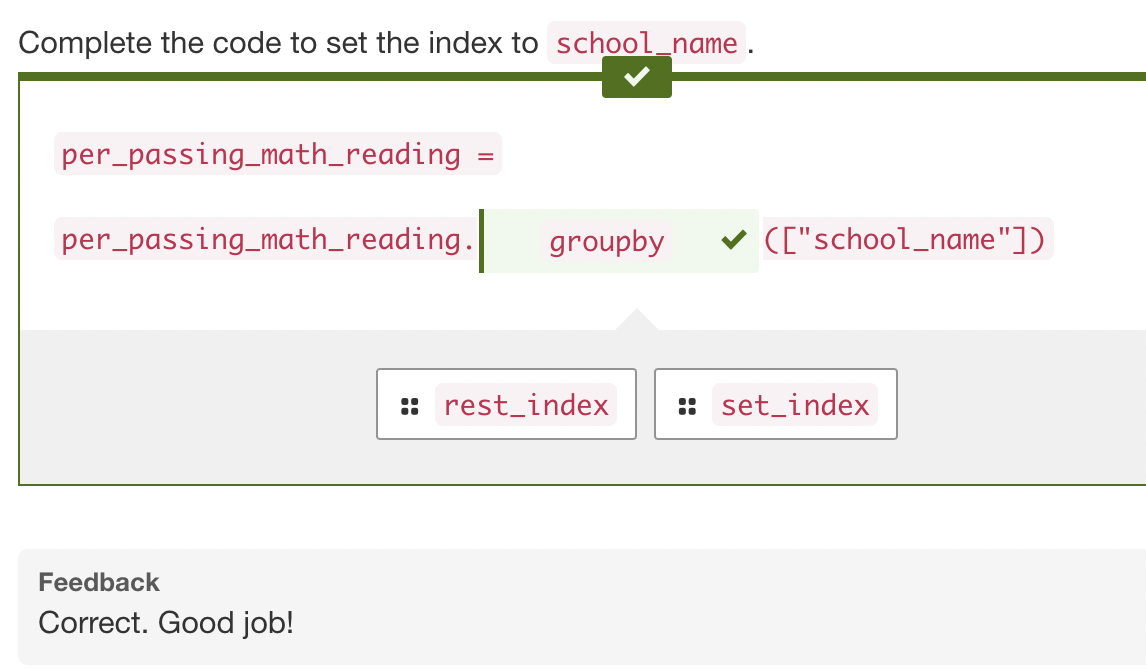 Complete the code to set the index to school_name.
per_passing_math_reading =
per_passing_math_reading. groupby (["school_name"])
rest_index set_index
Feedback
Correct. Good job!